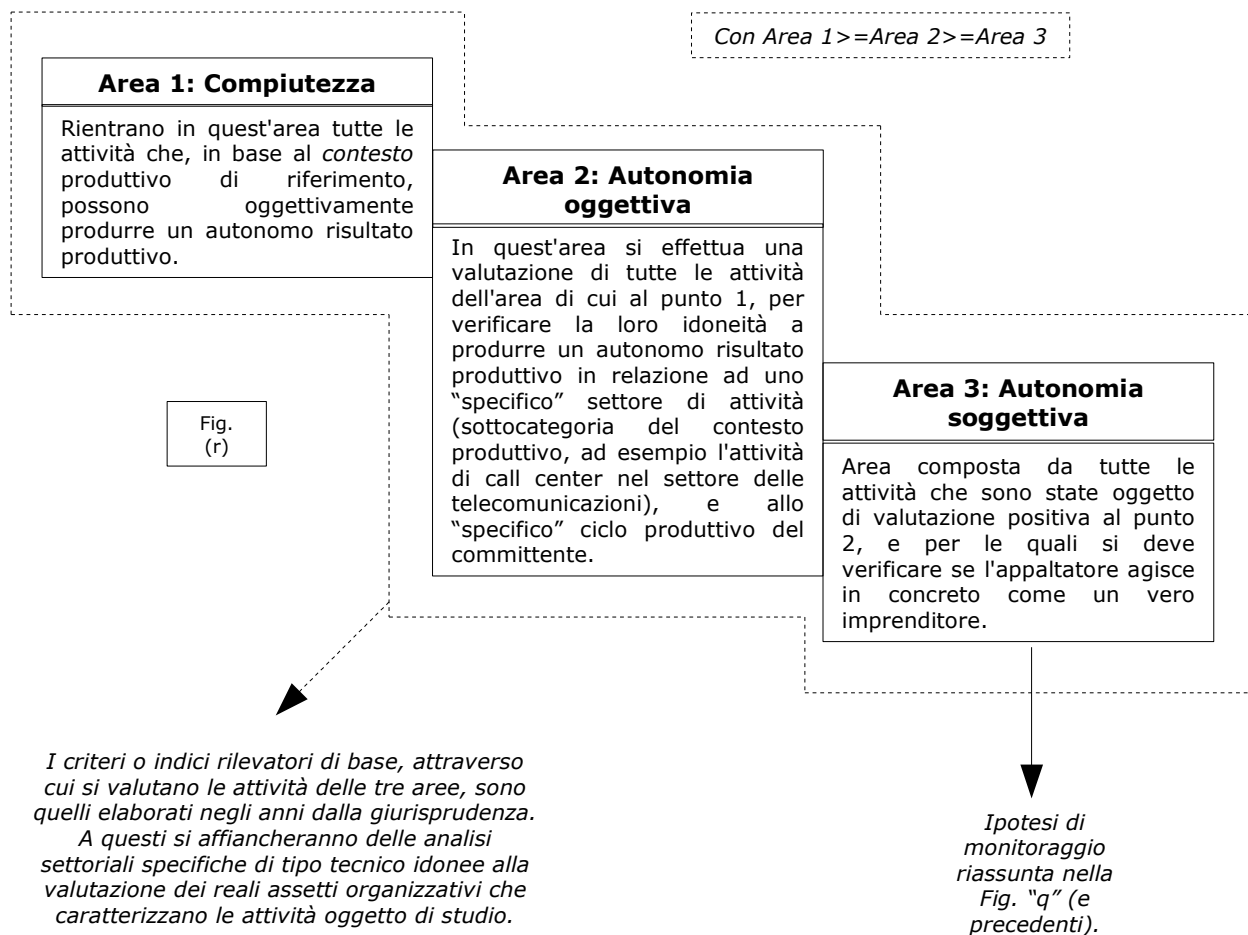 Con Area 1>=Area 2>=Area 3
Area 1: Compiutezza
Rientrano in quest'area tutte le
attività che, in base al contesto
produttivo di riferimento,
possono oggettivamente
produrre un autonomo risultato
produttivo.
Area 2: Autonomia
oggettiva
In quest'area si effettua una
valutazione di tutte le attività
dell'area di cui al punto 1, per
verificare la loro idoneità a
produrre un autonomo risultato
produttivo in relazione ad uno
“specifico” settore di attività
(sottocategoria del contesto
produttivo, ad esempio l'attività
di call center nel settore delle
telecomunicazioni), e allo
“specifico” ciclo produttivo del
committente.
Area 3: Autonomia
soggettiva
Area composta da tutte le
attività che sono state oggetto
di valutazione positiva al punto
2, e per le quali si deve
verificare se l'appaltatore agisce
in concreto come un vero
imprenditore.
Fig.
(r)
I criteri o indici rilevatori di base, attraverso
cui si valutano le attività delle tre aree, sono
quelli elaborati negli anni dalla giurisprudenza.
A questi si affiancheranno delle analisi
settoriali specifiche di tipo tecnico idonee alla
valutazione dei reali assetti organizzativi che
caratterizzano le attività oggetto di studio.
Ipotesi di
monitoraggio
riassunta nella
Fig. “q” (e
precedenti).